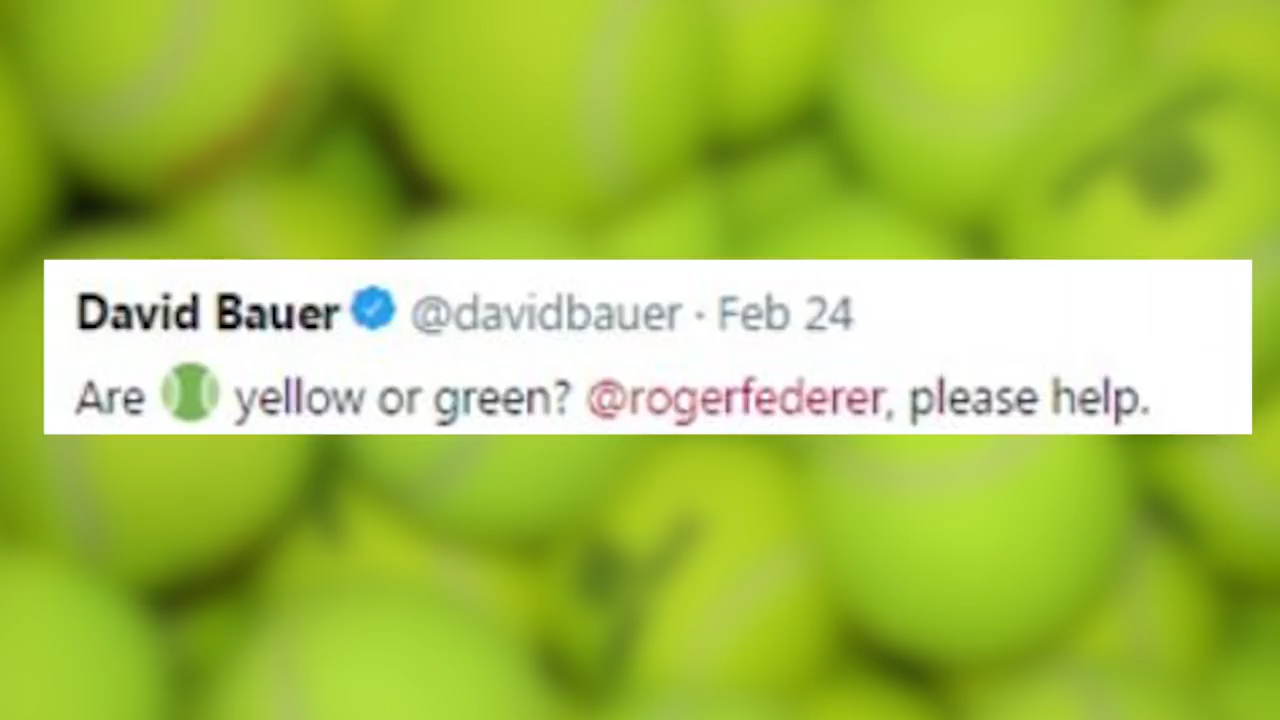 David Bauer @davidbauer · Feb 24
Are 🎾 yellow or green? @rogerfederer, please help.